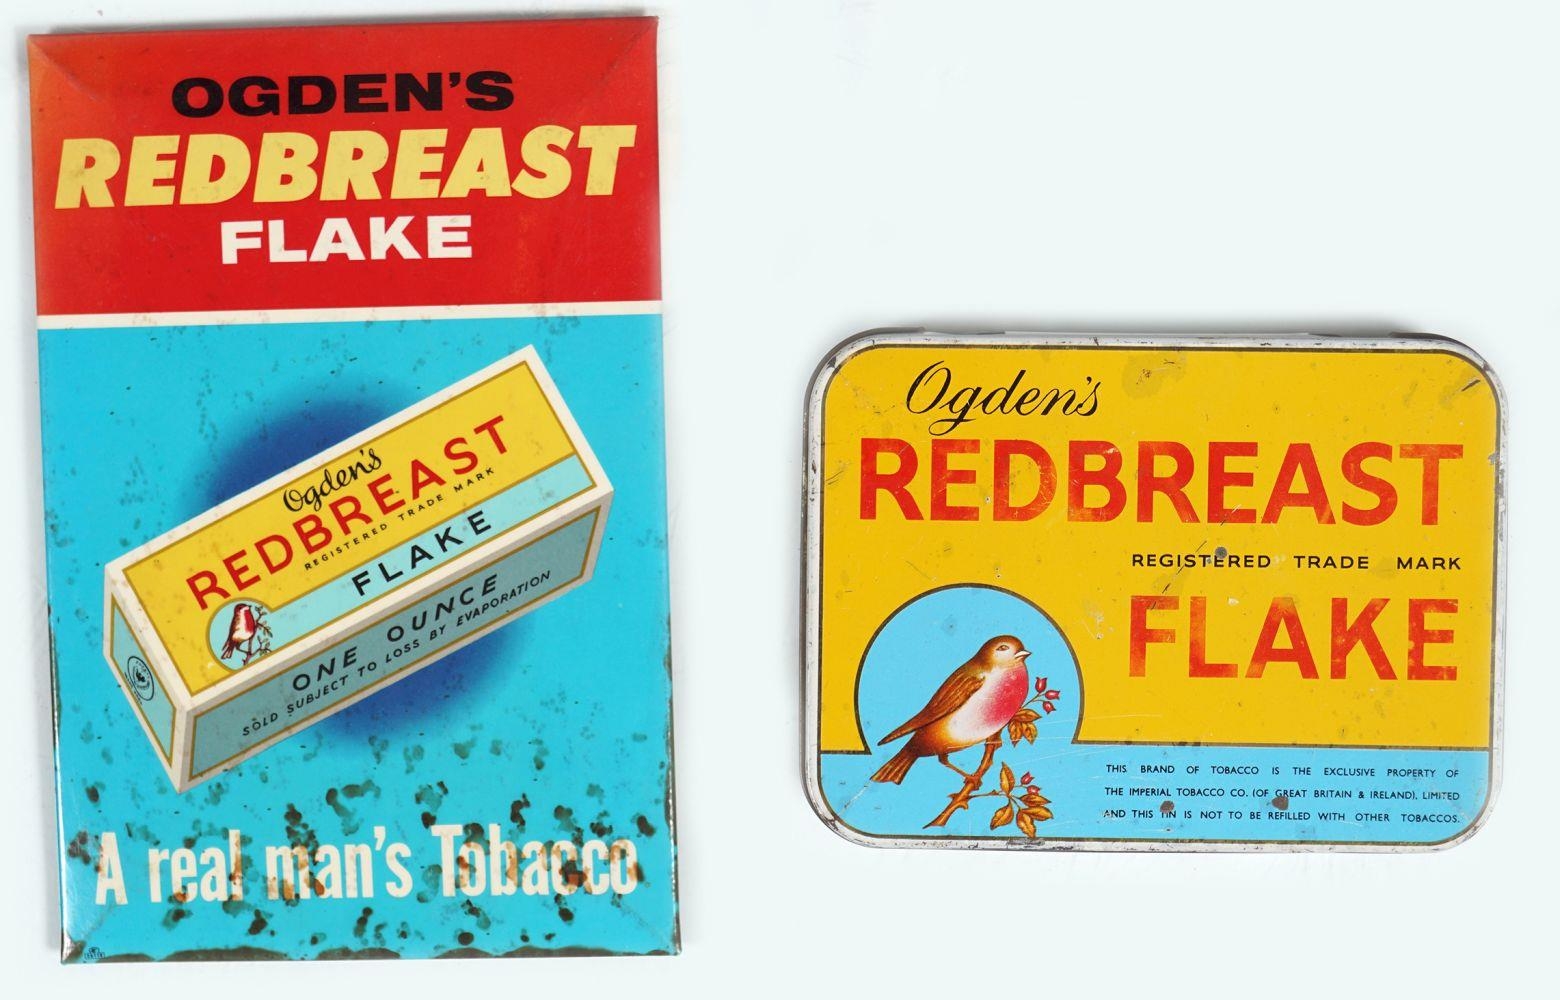 OGDEN'S
REDBREAST
FLAKE
Ogden's
REDBREAST
REGISTERED TRADE MARK
FLAKE
ONE OUNCE
SOLD SUBJECT TO LOSS BY EVAPORATION
A real man's Tobacco
Ogden's
REDBREAST
REGISTERED TRADE MARK
FLAKE
THIS BRAND OF TOBACCO IS THE EXCLUSIVE PROPERTY OF
THE IMPERIAL TOBACCO CO. (OF GREAT BRITAIN & IRELAND), LIMITED
AND THIS TIN IS NOT TO BE REFILLED WITH OTHER TOBACCOS.